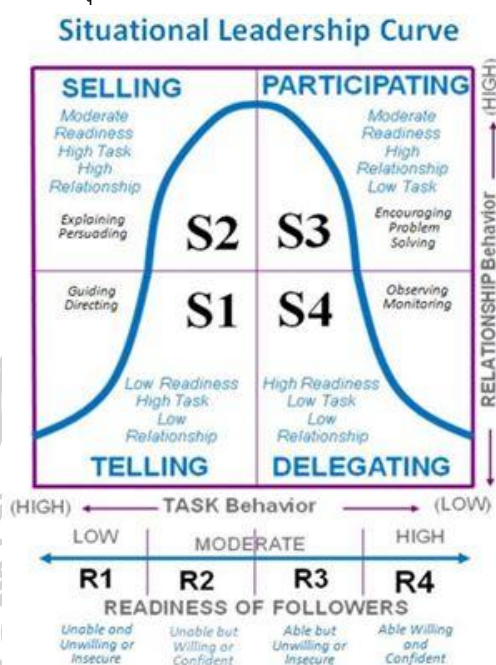 Situational Leadership Curve
SELLING
Moderate
Readiness
High Task
High
Relationship
Explaining
Persuading
S2
PARTICIPATING
Moderate
Readiness
High
Relationship
Low Task
Encouraging
Problem
Solving
S3
Guiding
Directing
S1
Low Readiness
High Task
Low
Relationship
TELLING
Observing
Monitoring
S4
High Readiness
Low Task
Low
Relationship
DELEGATING
(HIGH)
RELATIONSHIP Behavior
(HIGH) TASK Behavior (LOW)
LOW MODERATE HIGH
R1 R2 R3 R4
READINESS OF FOLLOWERS
Unable and
Unwilling or
Insecure
Unable but
Willing or
Confident
Able but
Unwilling or
Insecure
Able Willing
and
Confident